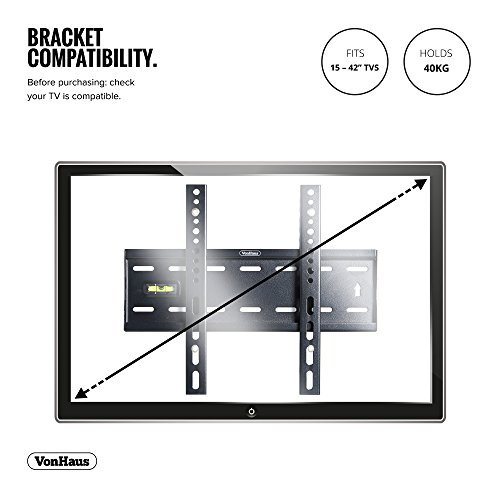 BRACKET
COMPATIBILITY.
Before purchasing: check
your TV is compatible.
FITS
15 – 42" TVS
HOLDS
40KG
VonHaus
VonHaus